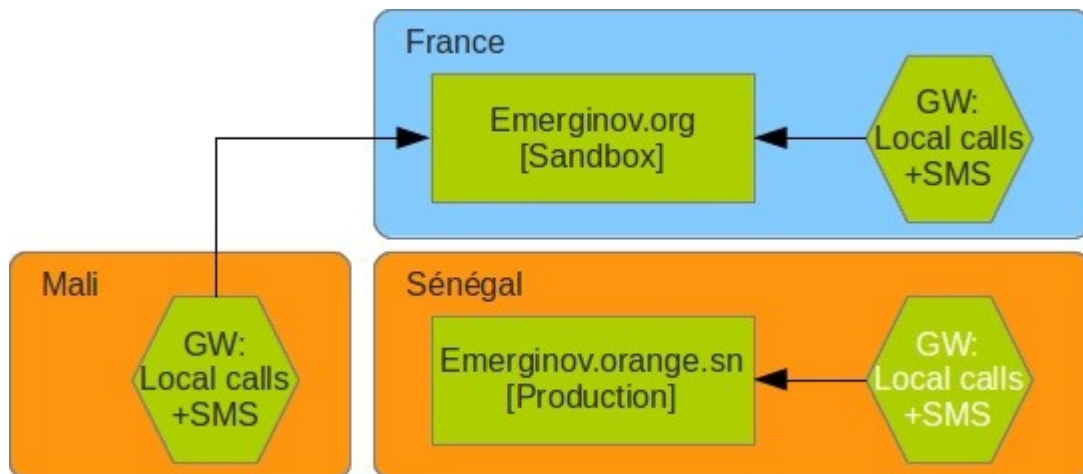 France
Emerginov.org
[Sandbox]
GW:
Local calls
+SMS
Mali
GW:
Local calls
+SMS
Sénégal
Emerginov.orange.sn
[Production]
GW:
Local calls
+SMS